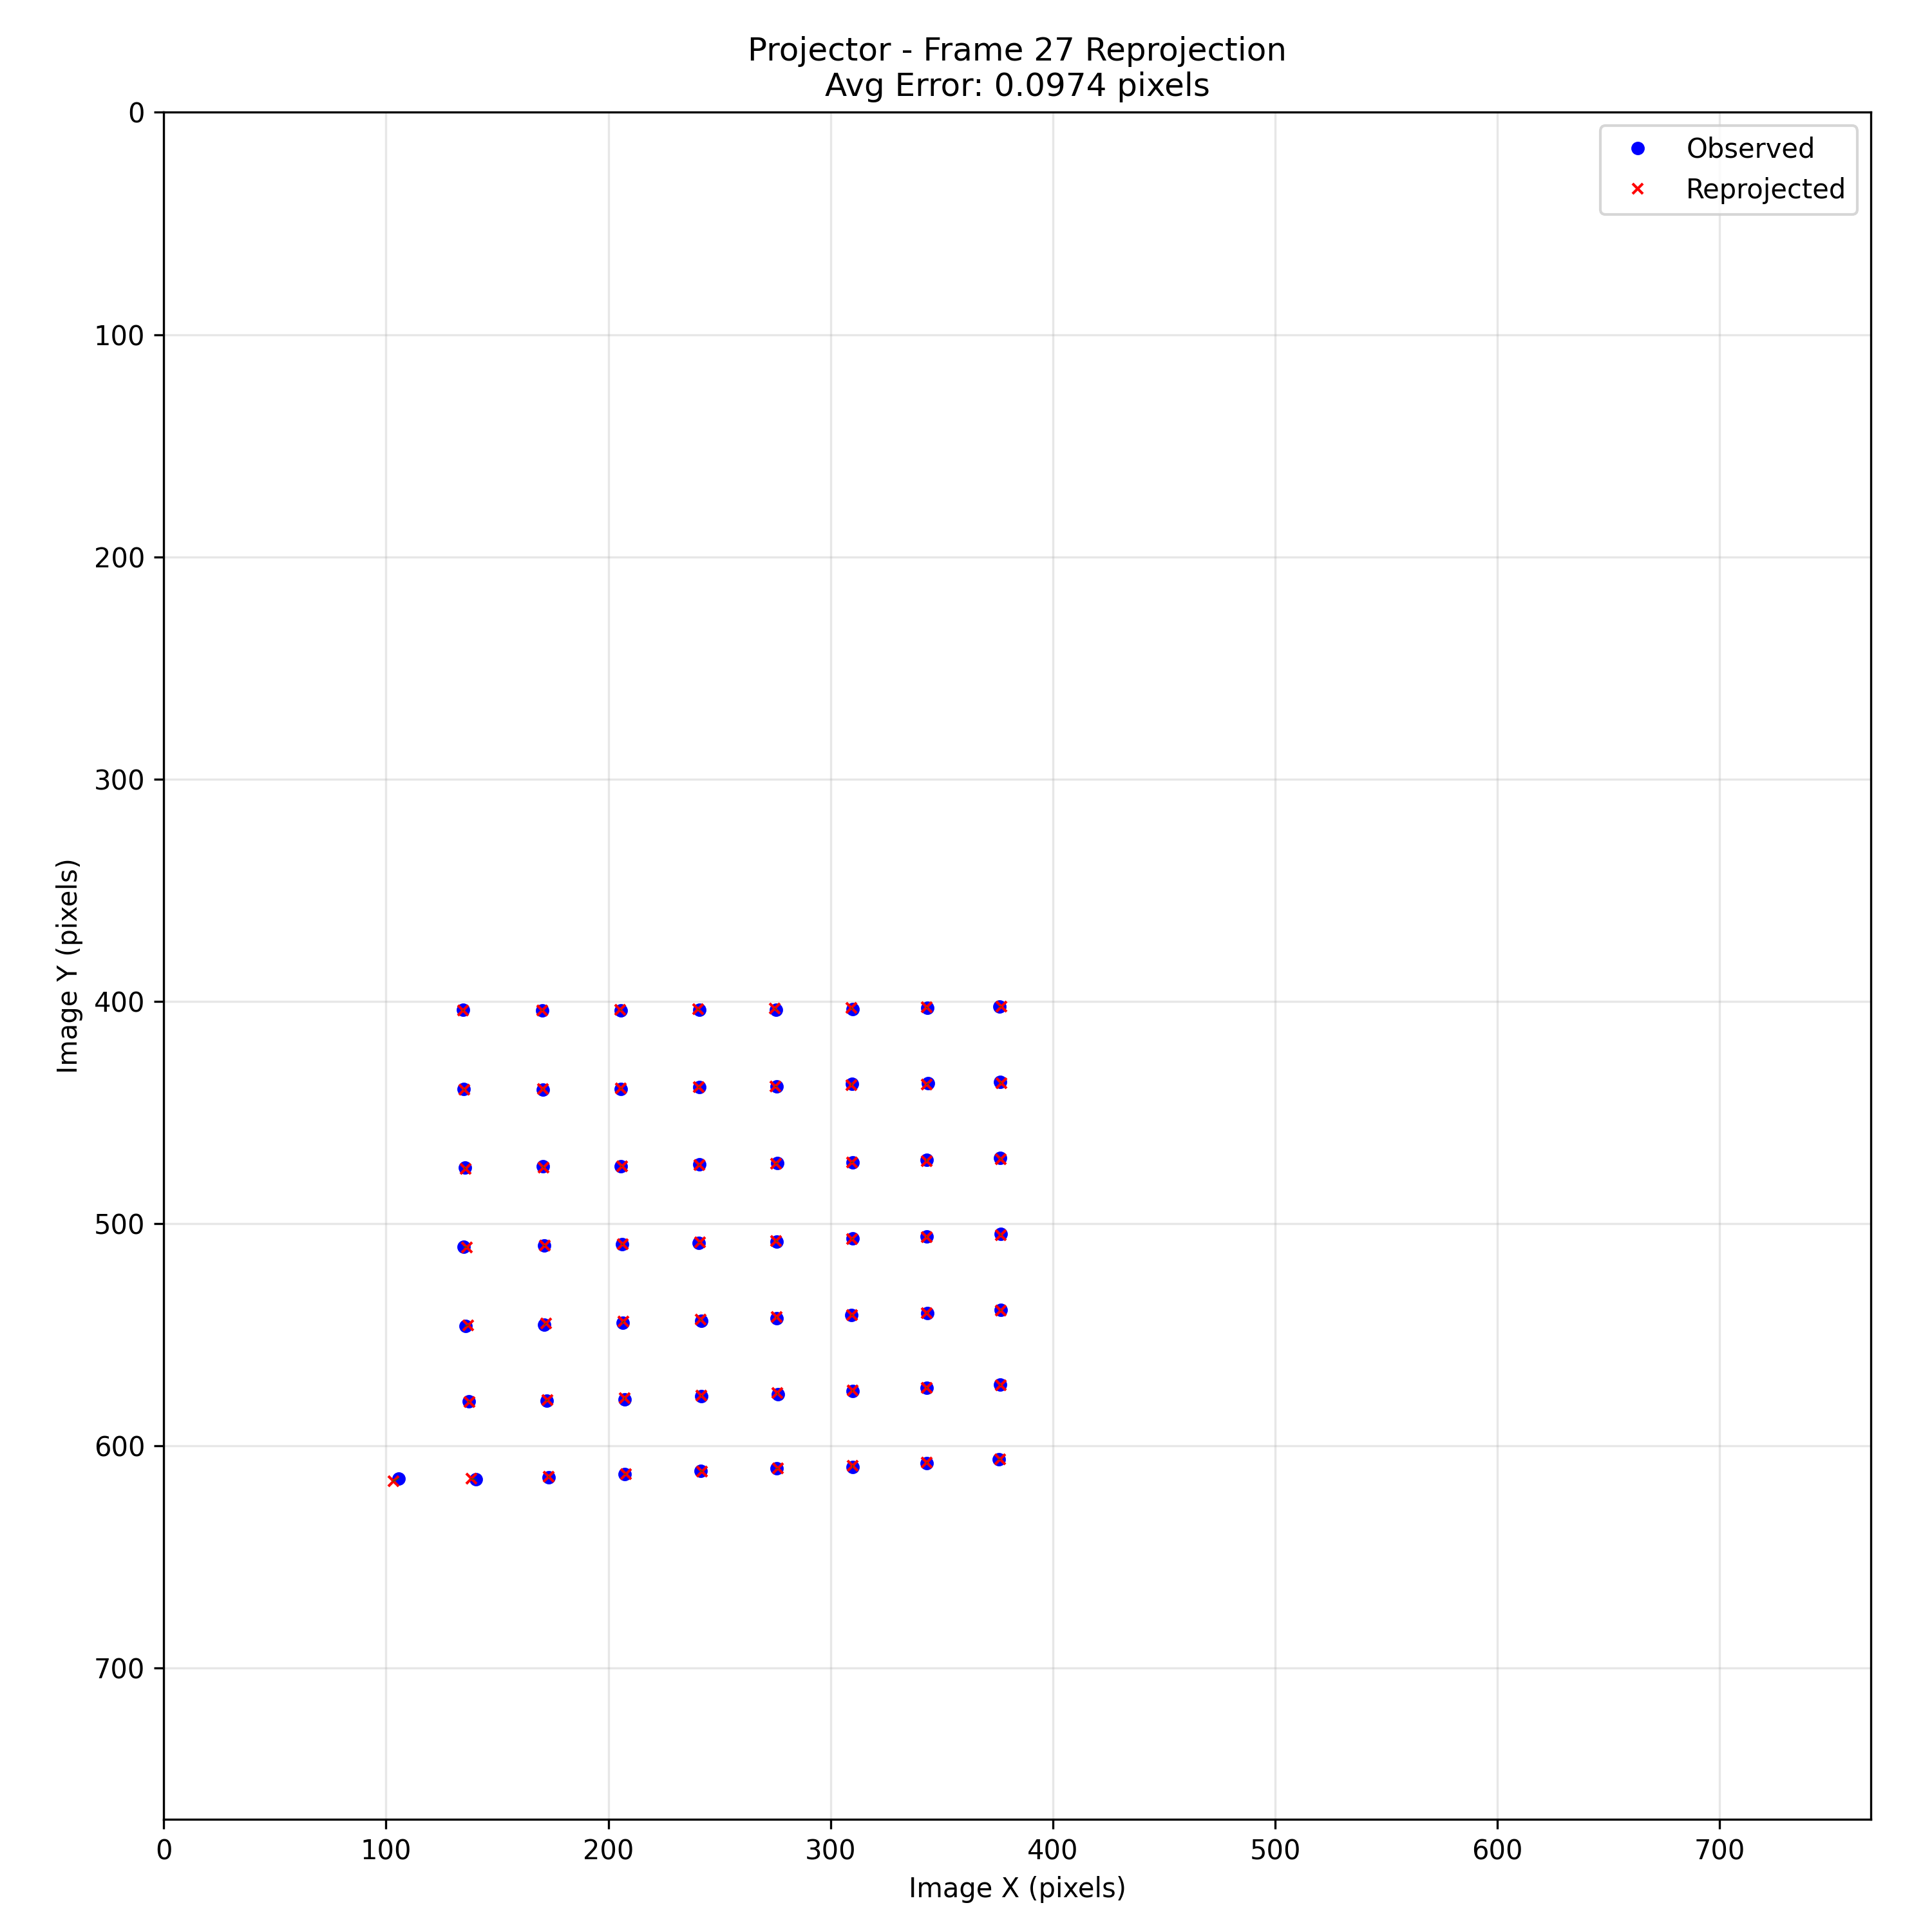 Projector - Frame 27 Reprojection
Avg Error: 0.0974 pixels
Observed
Reprojected
0
100
200
300
400
500
600
700
Image Y (pixels)
0 100 200 300 400 500 600 700
Image X (pixels)